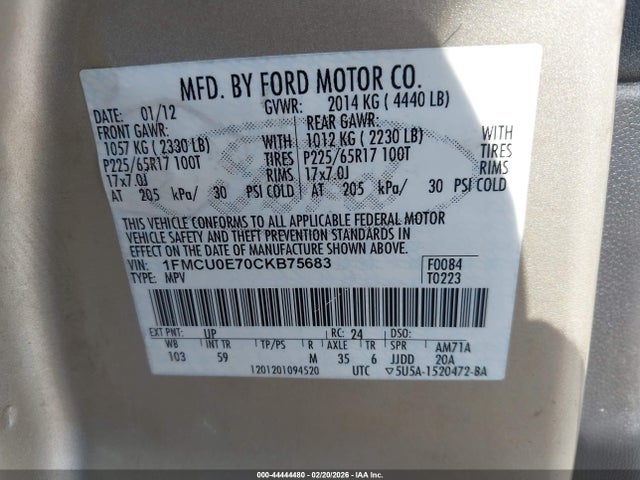 MFD. BY FORD MOTOR CO.
DATE: 01/12 GVWR: 2014 KG ( 4440 LB)
FRONT GAWR: REAR GAWR:
1057 KG ( 2330 LB) WITH 1012 KG ( 2230 LB) WITH
P225/65R17 100T TIRES P225/65R17 100T TIRES
17x7.0J RIMS 17x7.0J RIMS
AT 205 kPa/ 30 PSI COLD AT 205 kPa/ 30 PSI COLD
THIS VEHICLE CONFORMS TO ALL APPLICABLE FEDERAL MOTOR
VEHICLE SAFETY AND THEFT PREVENTION STANDARDS IN
EFFECT ON THE DATE OF MANUFACTURE SHOWN ABOVE.
VIN: 1FMCU0E70CKB75683 F0084
TYPE: MPV T0223
EXT PNT: UP RC: 24 DSO:
WB INT TR TP/PS R AXLE TR SPR AM71A
103 59 M 35 6 JJDD 20A
1201201094520 UTC ▽5U5A-1520472-BA
000-44444480 - 02/20/2026 - IAA Inc.